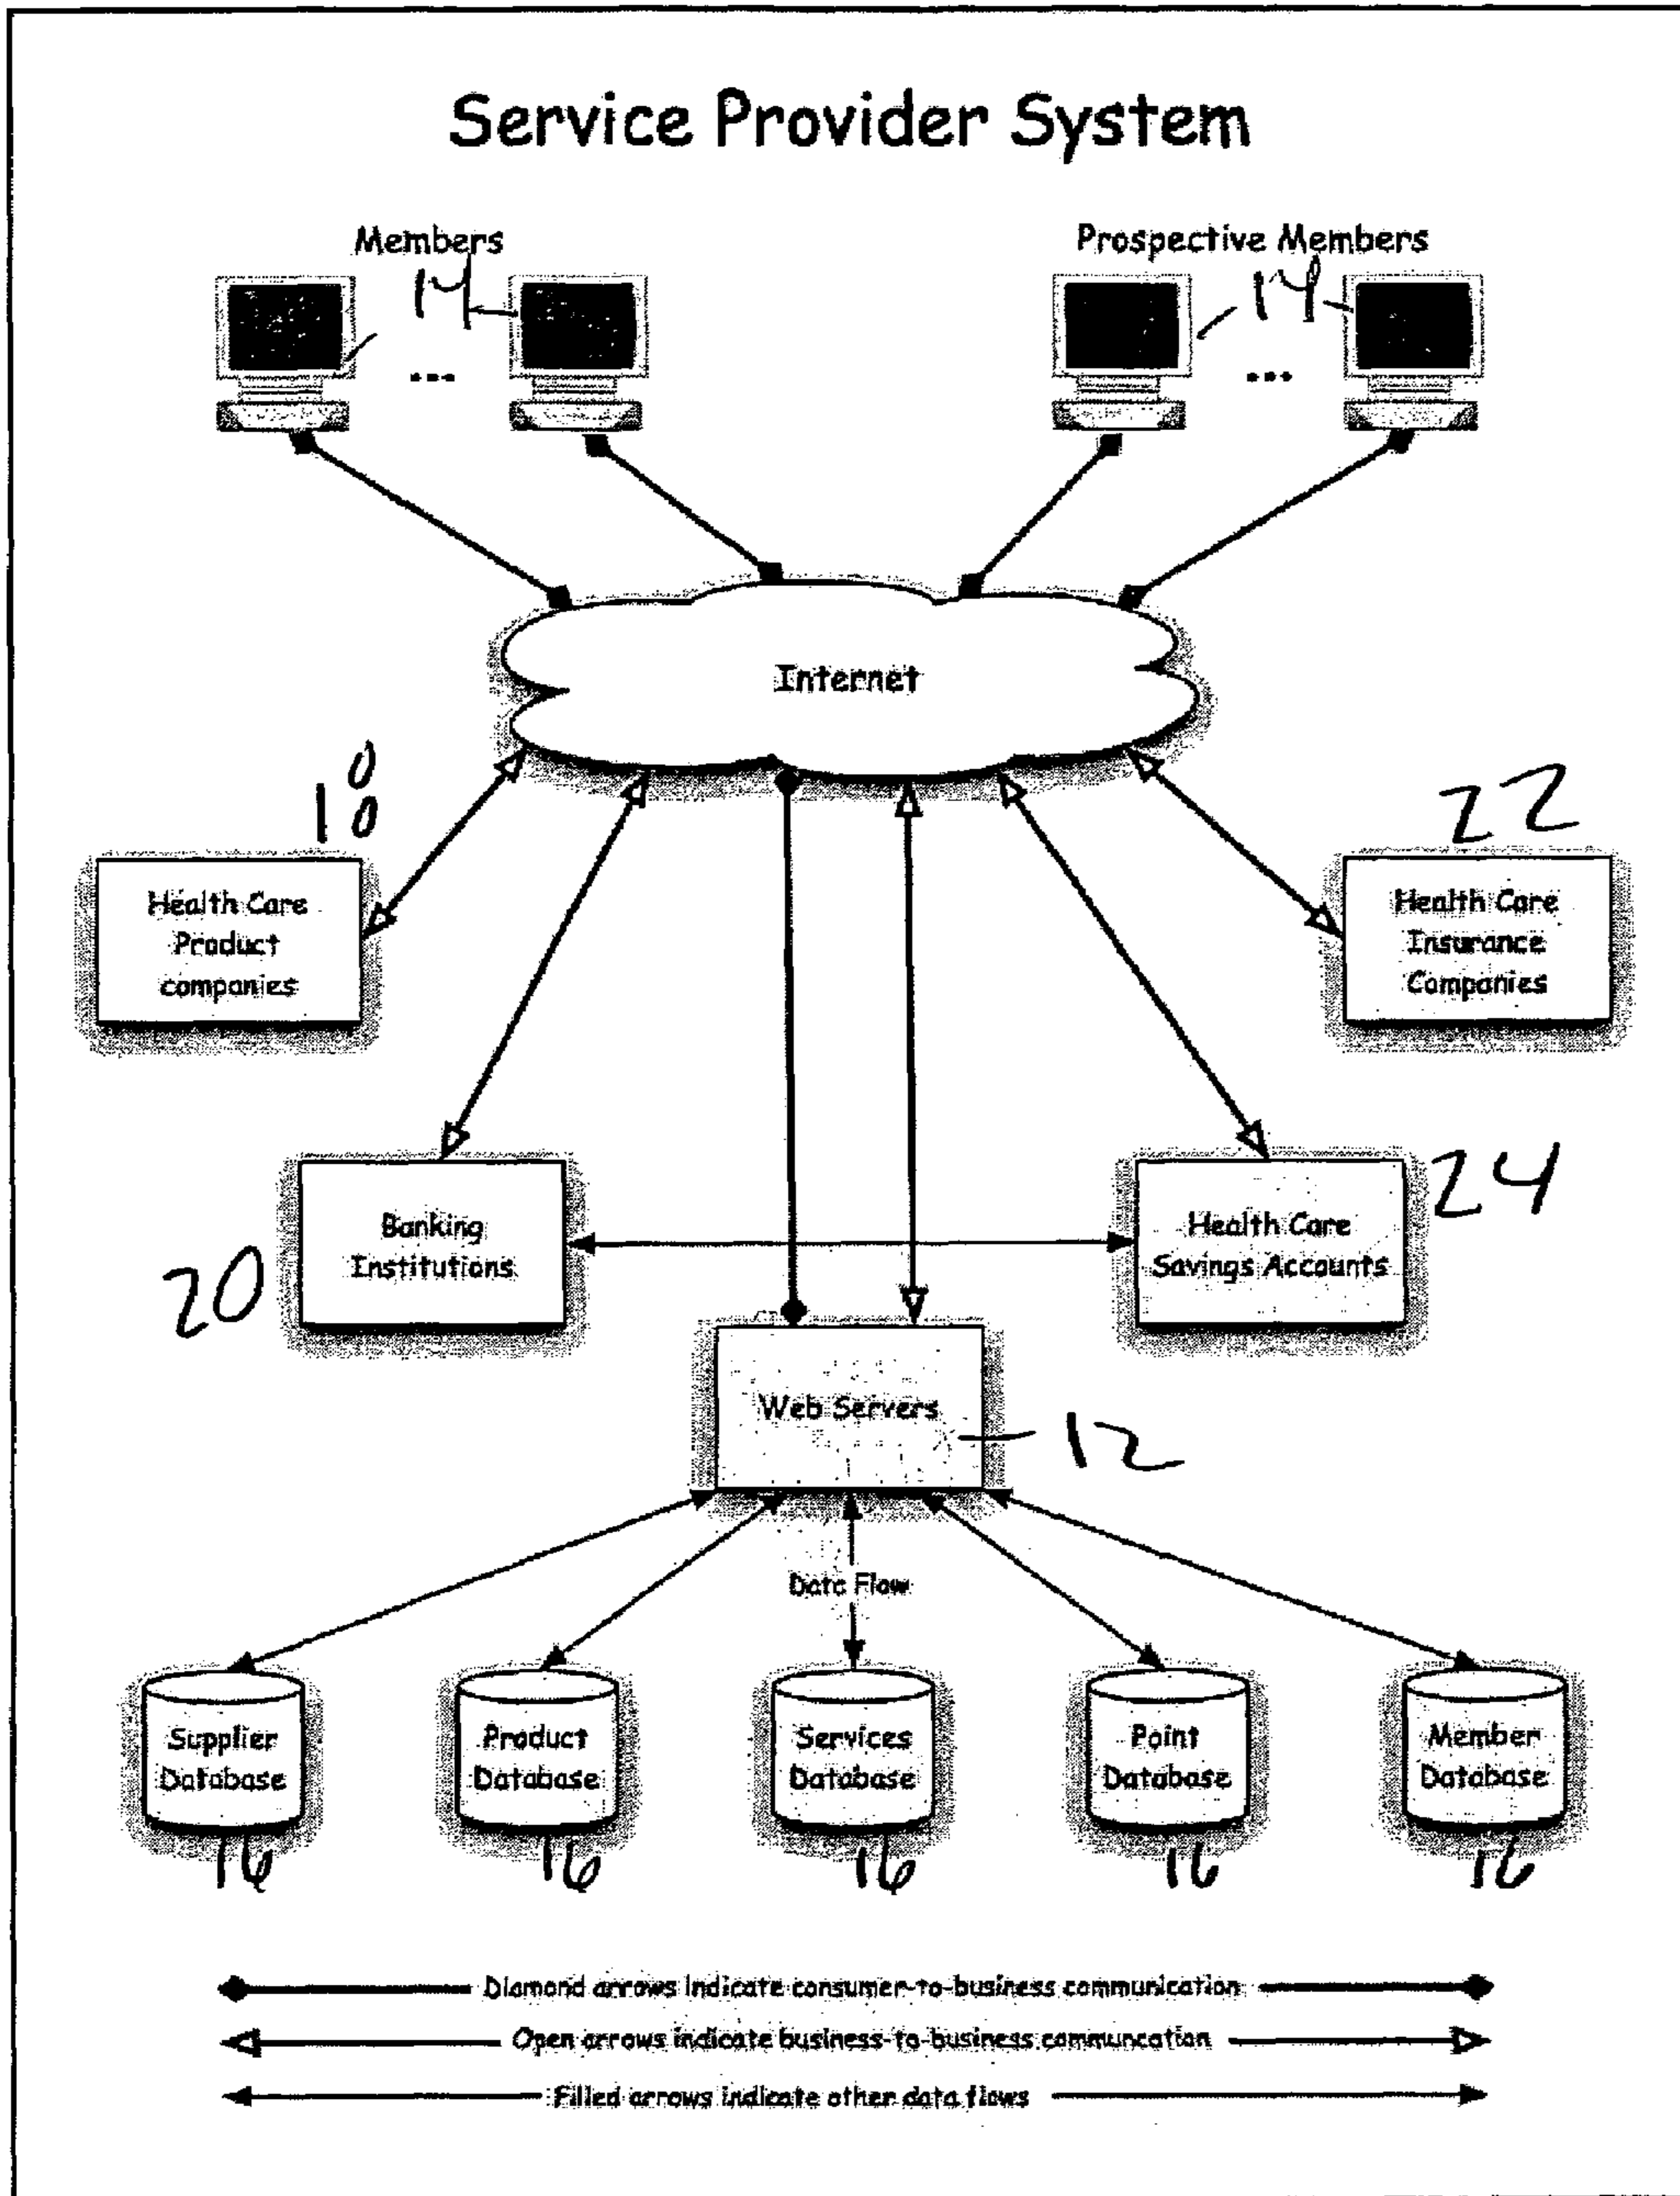 Service Provider System
Members
Prospective Members
14
14
Internet
18
22
Health Care
Product
companies
Health Care
Insurance
Companies
Banking
Institutions
20
Health Care
Savings Accounts
24
Web Servers
12
Data Flow
Supplier
Database
Product
Database
Services
Database
Point
Database
Member
Database
16
16
16
16
16
Diamond arrows indicate consumer-to-business communication
Open arrows indicate business-to-business communcation
Filled arrows indicate other data flows